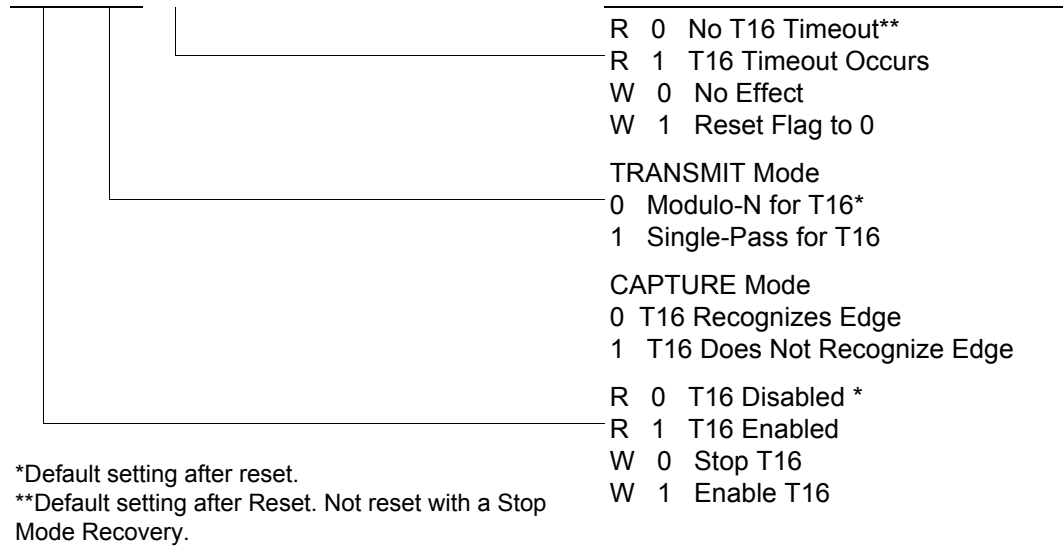 R 0 No T16 Timeout**
R 1 T16 Timeout Occurs
W 0 No Effect
W 1 Reset Flag to 0
TRANSMIT Mode
0 Modulo-N for T16*
1 Single-Pass for T16
CAPTURE Mode
0 T16 Recognizes Edge
1 T16 Does Not Recognize Edge
R 0 T16 Disabled *
R 1 T16 Enabled
W 0 Stop T16
W 1 Enable T16
*Default setting after reset.
**Default setting after Reset. Not reset with a Stop
Mode Recovery.